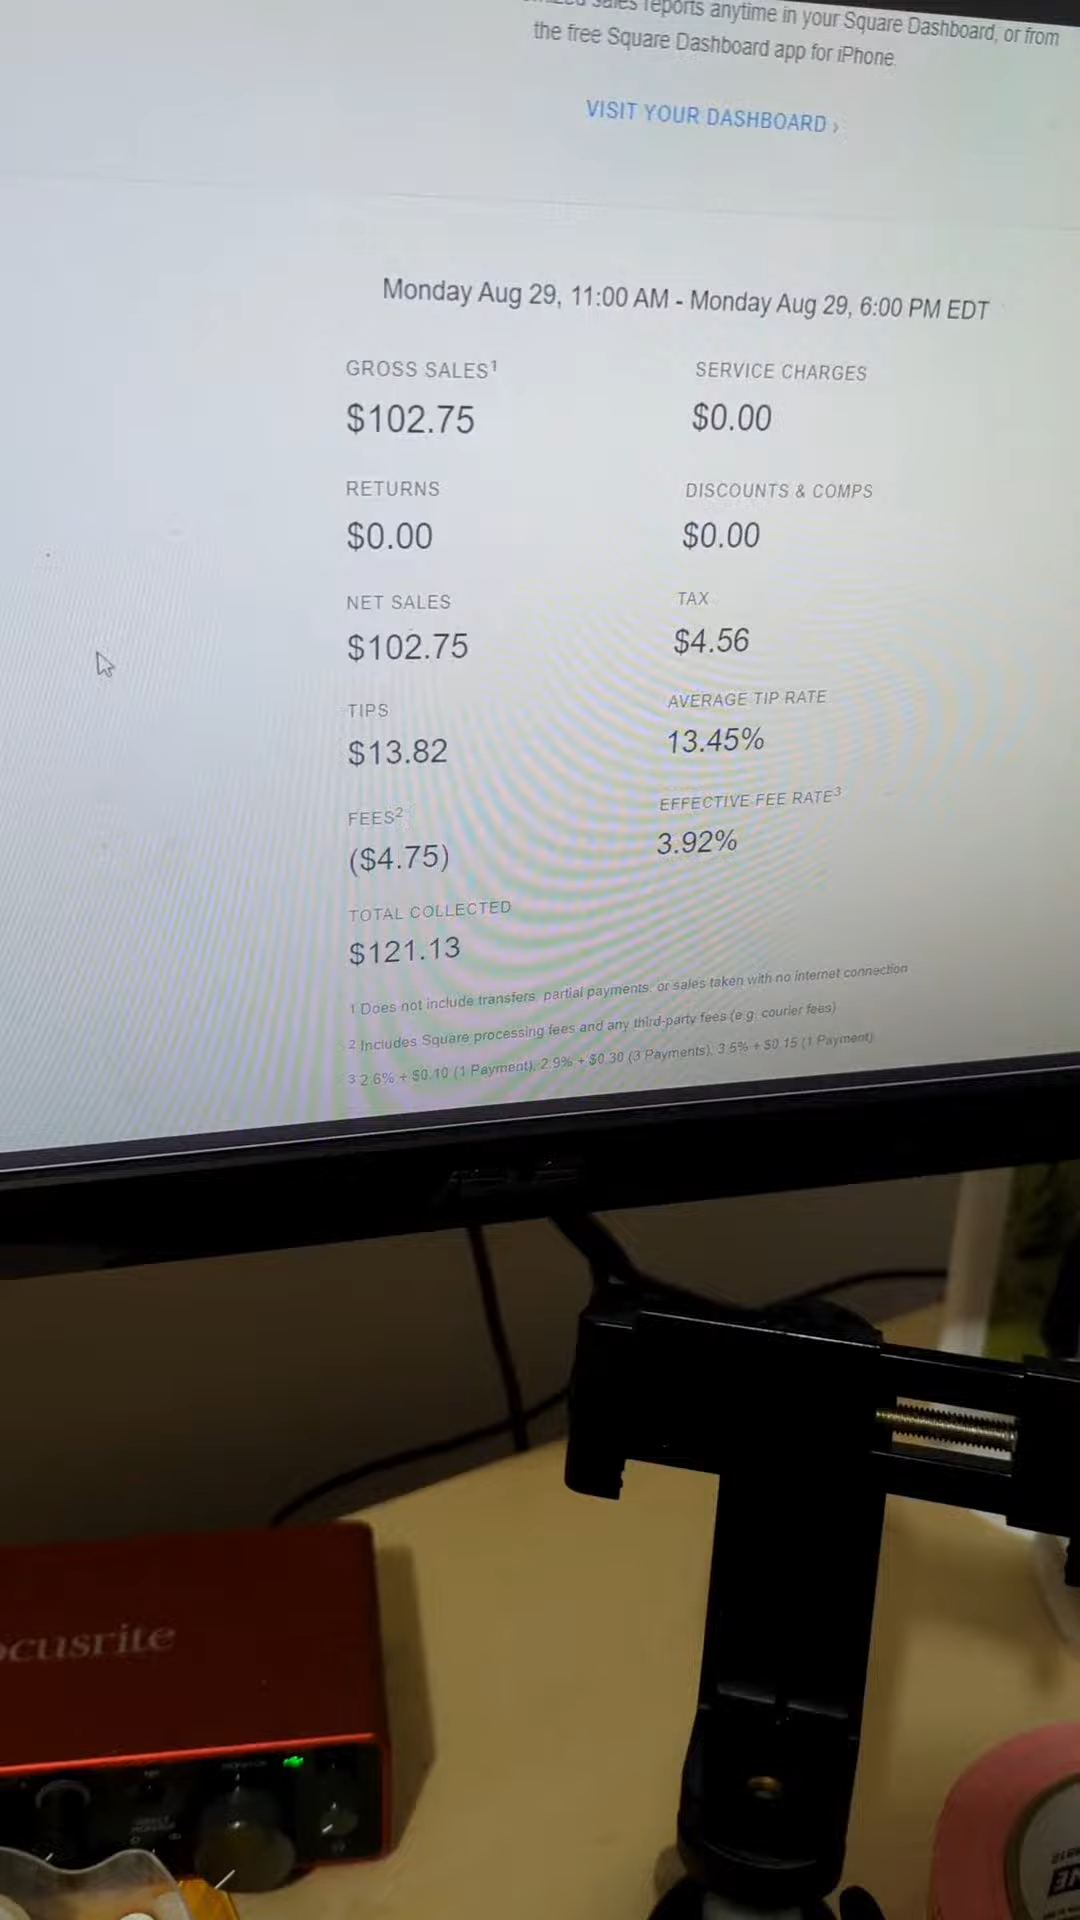 sales reports anytime in your Square Dashboard, or from
the free Square Dashboard app for iPhone.
VISIT YOUR DASHBOARD ›
Monday Aug 29, 11:00 AM - Monday Aug 29, 6:00 PM EDT
GROSS SALES¹ SERVICE CHARGES
$102.75 $0.00
RETURNS DISCOUNTS & COMPS
$0.00 $0.00
NET SALES TAX
$102.75 $4.56
TIPS AVERAGE TIP RATE
$13.82 13.45%
FEES² EFFECTIVE FEE RATE³
($4.75) 3.92%
TOTAL COLLECTED
$121.13
1 Does not include transfers, partial payments, or sales taken with no internet connection
2 Includes Square processing fees and any third-party fees (e.g. courier fees)
3 2.6% + $0.10 (1 Payment), 2.9% + $0.30 (3 Payments), 3.5% + $0.15 (1 Payment)
ocusrite